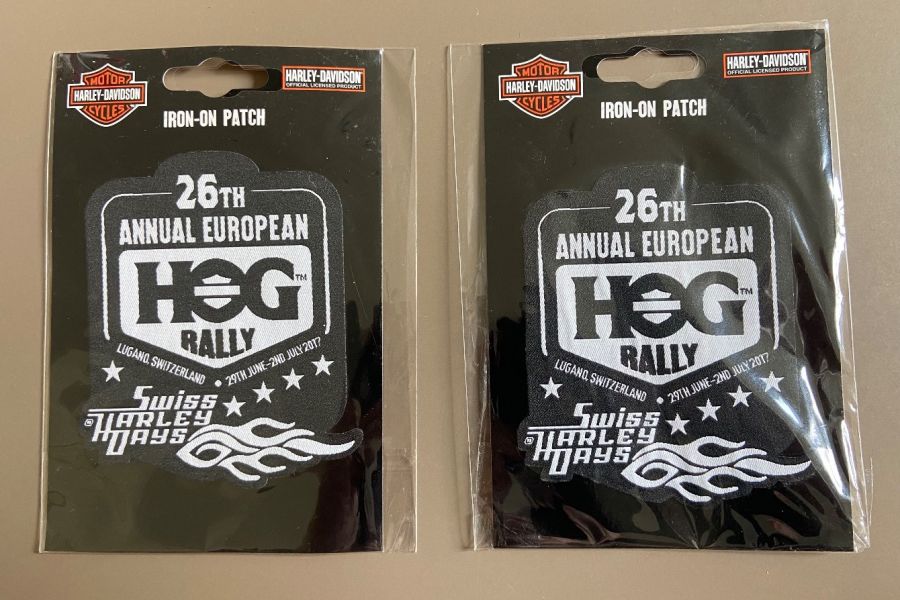 MOTOR
HARLEY-DAVIDSON
CYCLES
HARLEY-DAVIDSON
OFFICIAL LICENSED PRODUCT
IRON-ON PATCH
26TH
ANNUAL EUROPEAN
HOG™
RALLY
LUGANO, SWITZERLAND • 29TH JUNE-2ND JULY 2017
SWISS
HARLEY
DAYS
MOTOR
HARLEY-DAVIDSON
CYCLES
HARLEY-DAVIDSON
OFFICIAL LICENSED PRODUCT
IRON-ON PATCH
26TH
ANNUAL EUROPEAN
HOG™
RALLY
LUGANO, SWITZERLAND • 29TH JUNE-2ND JULY 2017
SWISS
HARLEY
DAYS